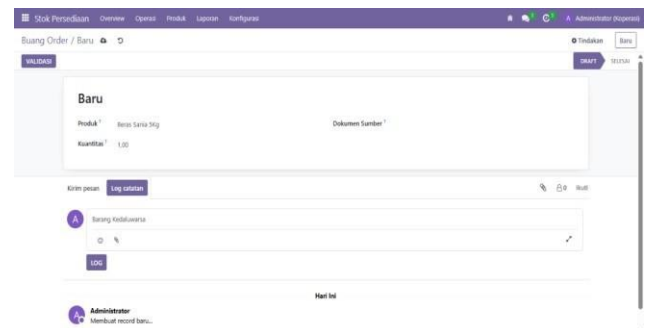 Stok Persediaan Overview Operasi Produk Laporan Konfigurasi
A Administrator (Koperasi)
Buang Order / Baru
Tindakan Baru
VALIDASI
DRAFT SELESAI
Baru
Produk ? Beras Sania 5Kg
Dokumen Sumber ?
Kuantitas ? 1,00
Kirim pesan Log catatan
0 Ikuti
A
Barang Kedaluwarsa
LOG
Hari Ini
A
Administrator
Membuat record baru...